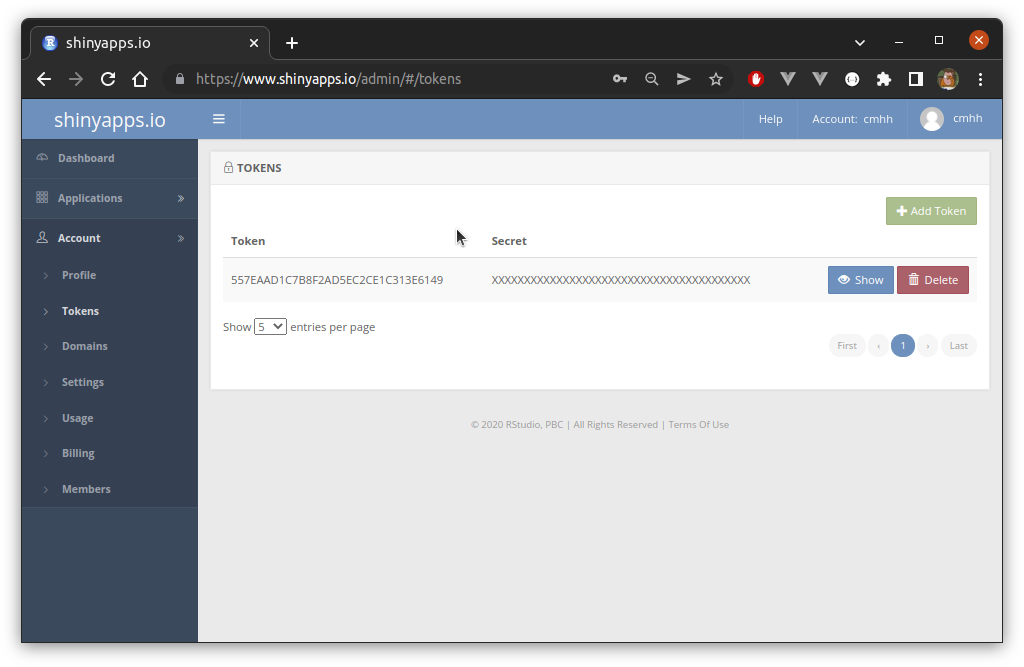 shinyapps.io
https://www.shinyapps.io/admin/#/tokens
shinyapps.io
Help
Account: cmhh
cmhh
Dashboard
Applications
Account
Profile
Tokens
Domains
Settings
Usage
Billing
Members
TOKENS
Add Token
Token Secret
557EAAD1C7B8F2AD5EC2CE1C313E6149 XXXXXXXXXXXXXXXXXXXXXXXXXXXXXXXXXXXXXXXX Show Delete
Show 5 entries per page
First ‹ 1 › Last
© 2020 RStudio, PBC | All Rights Reserved | Terms Of Use